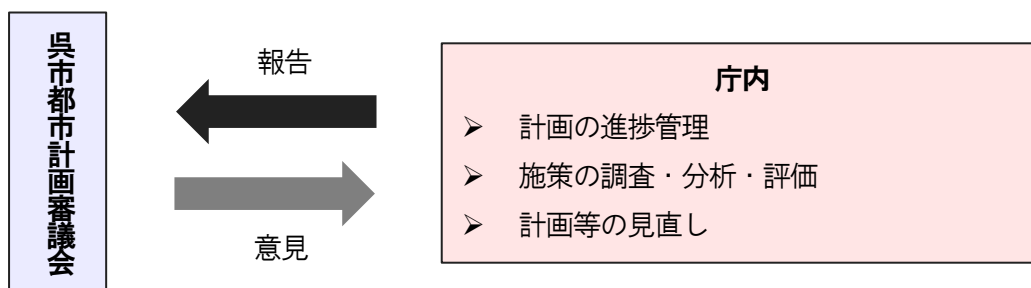 呉市都市計画審議会
報告
意見
庁内
➢ 計画の進捗管理
➢ 施策の調査・分析・評価
➢ 計画等の見直し